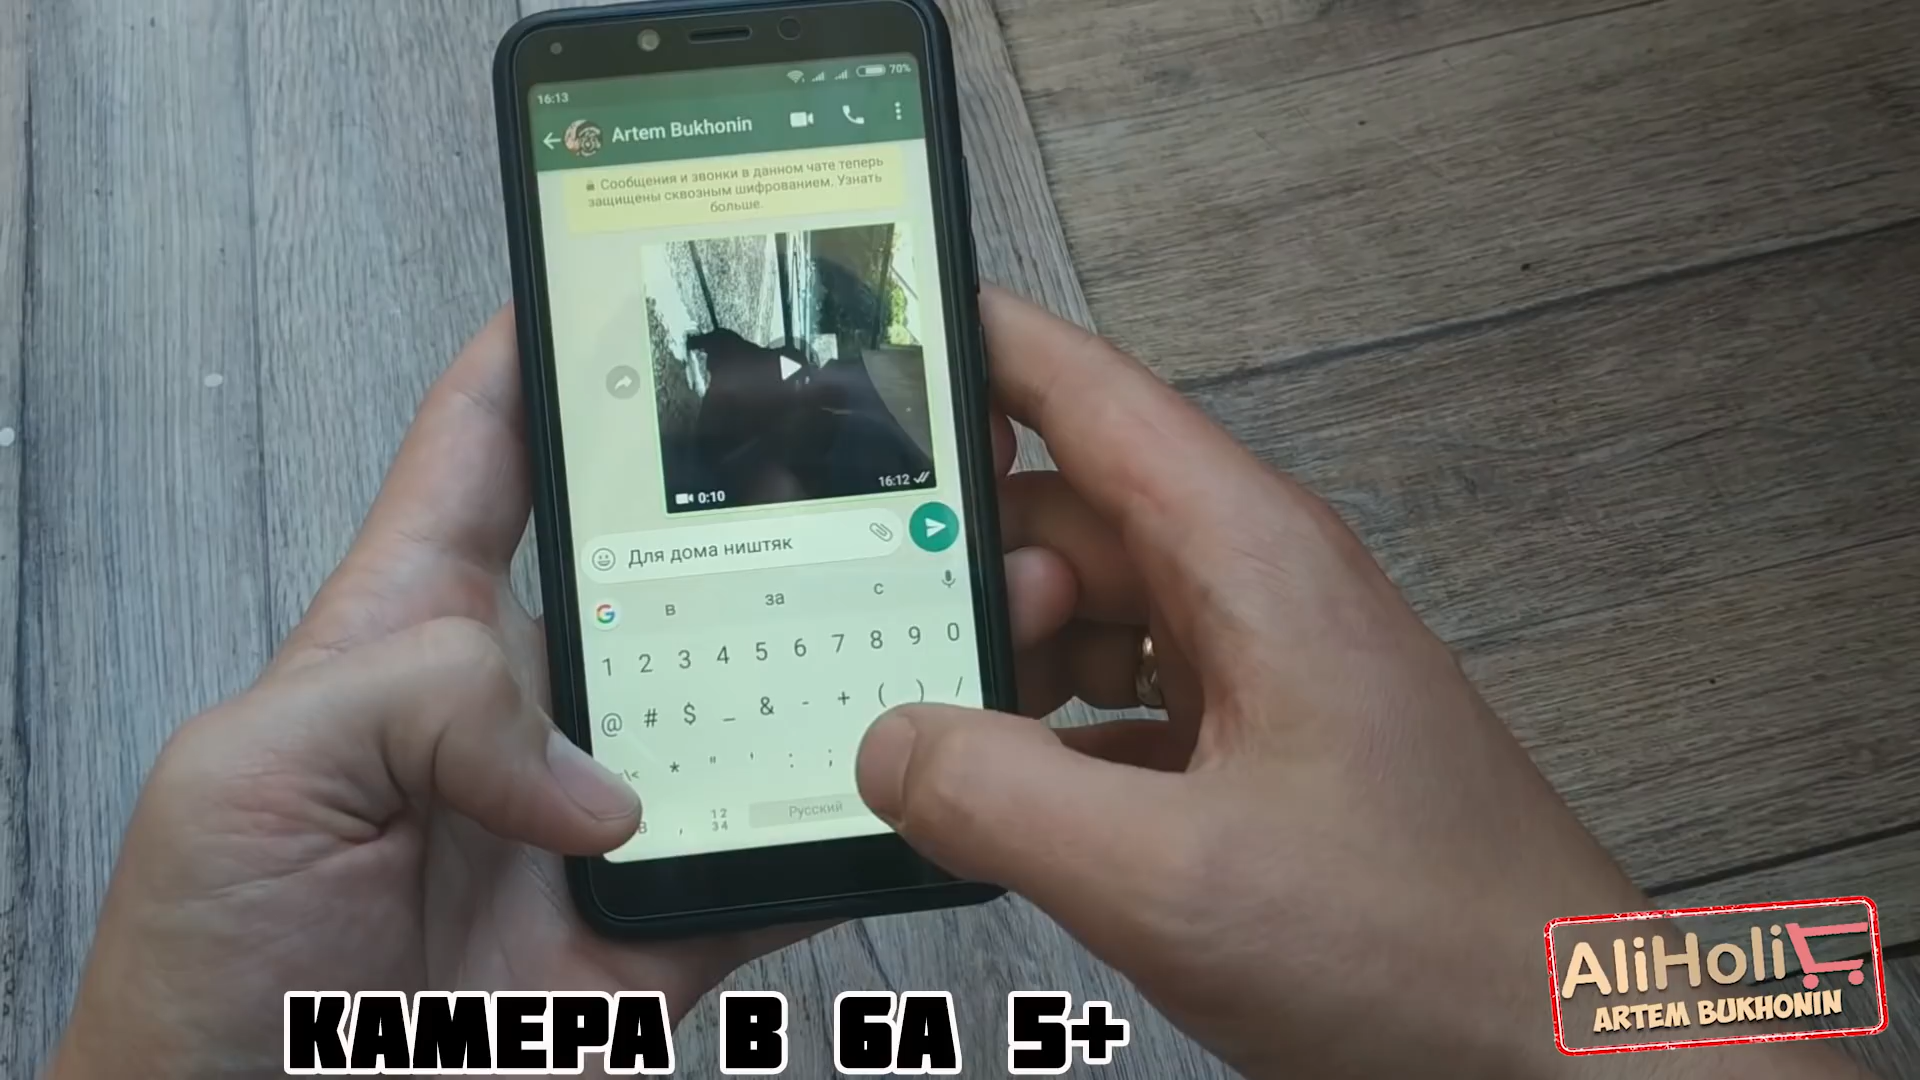 16:13
70%
Artem Bukhonin
Сообщения и звонки в данном чате теперь
защищены сквозным шифрованием. Узнать
больше.
0:10
16:12
Для дома ништяк
в за с
1 2 3 4 5 6 7 8 9 0
@ # $ _ & - + ( ) /
* " ' : ;
, 12
34
Русский
КАМЕРА В 6А 5+
AliHoli
ARTEM BUKHONIN